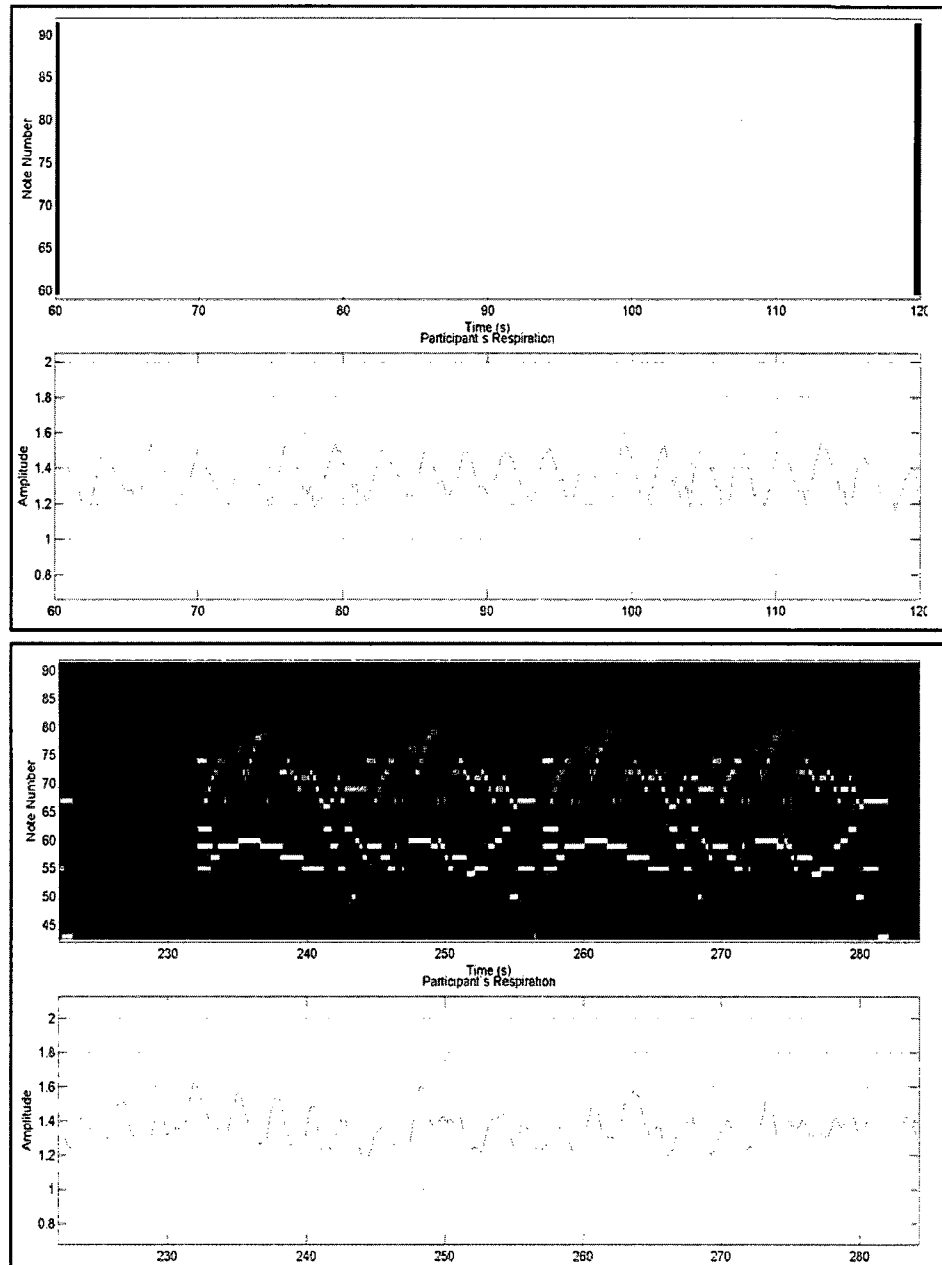 90
85
80
75
70
65
60
Note Number
60 70 80 90 100 110 120
Time (s)
Participant s Respiration
2
1.8
1.6
1.4
1.2
1
0.8
Amplitude
60 70 80 90 100 110 120
90
85
80
75
70
65
60
55
50
45
Note Number
230 240 250 260 270 280
Time (s)
Participant's Respiration
2
1.8
1.6
1.4
1.2
1
0.8
Amplitude
230 240 250 260 270 280